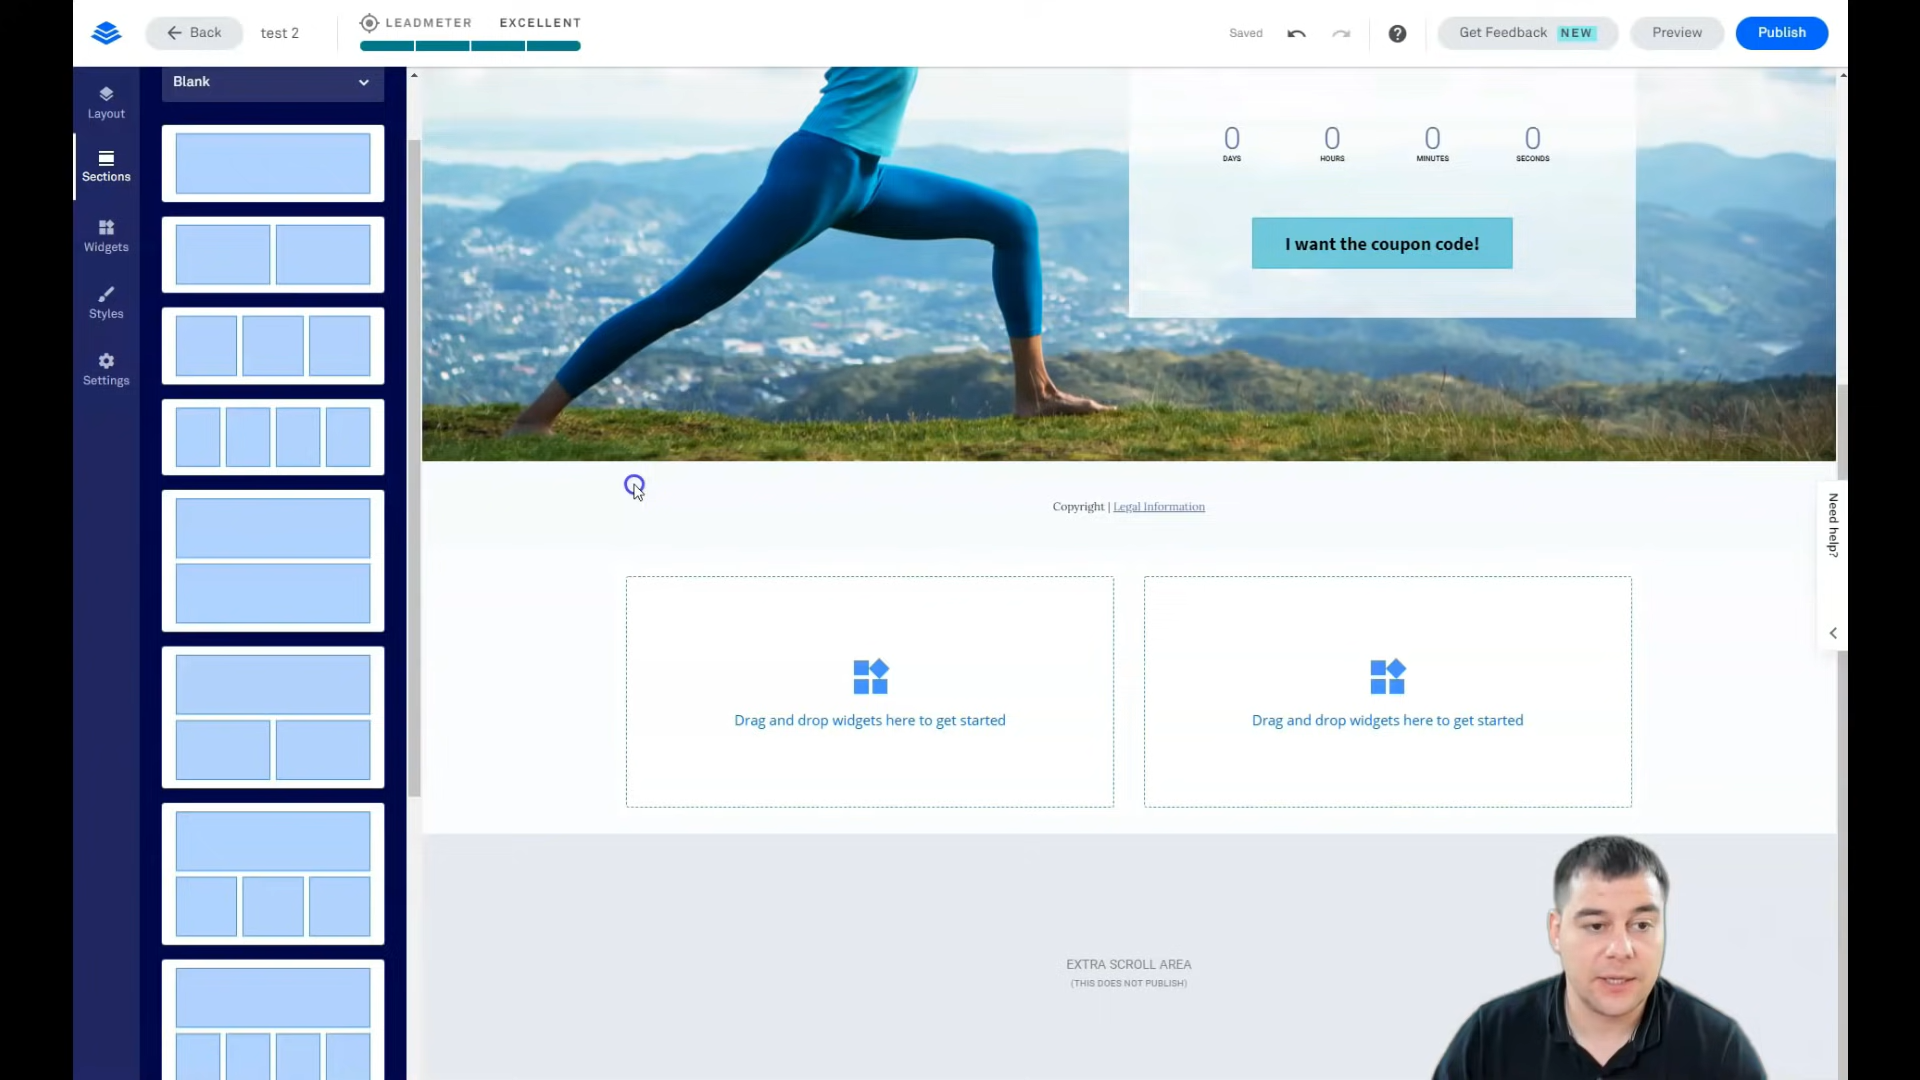 Back
test 2
LEADMETER EXCELLENT
Saved
Get Feedback NEW
Preview
Publish
Layout
Sections
Widgets
Styles
Settings
Blank
0 0 0 0
DAYS HOURS MINUTES SECONDS
I want the coupon code!
Copyright | Legal Information
Need help?
Drag and drop widgets here to get started
Drag and drop widgets here to get started
EXTRA SCROLL AREA
(THIS DOES NOT PUBLISH)